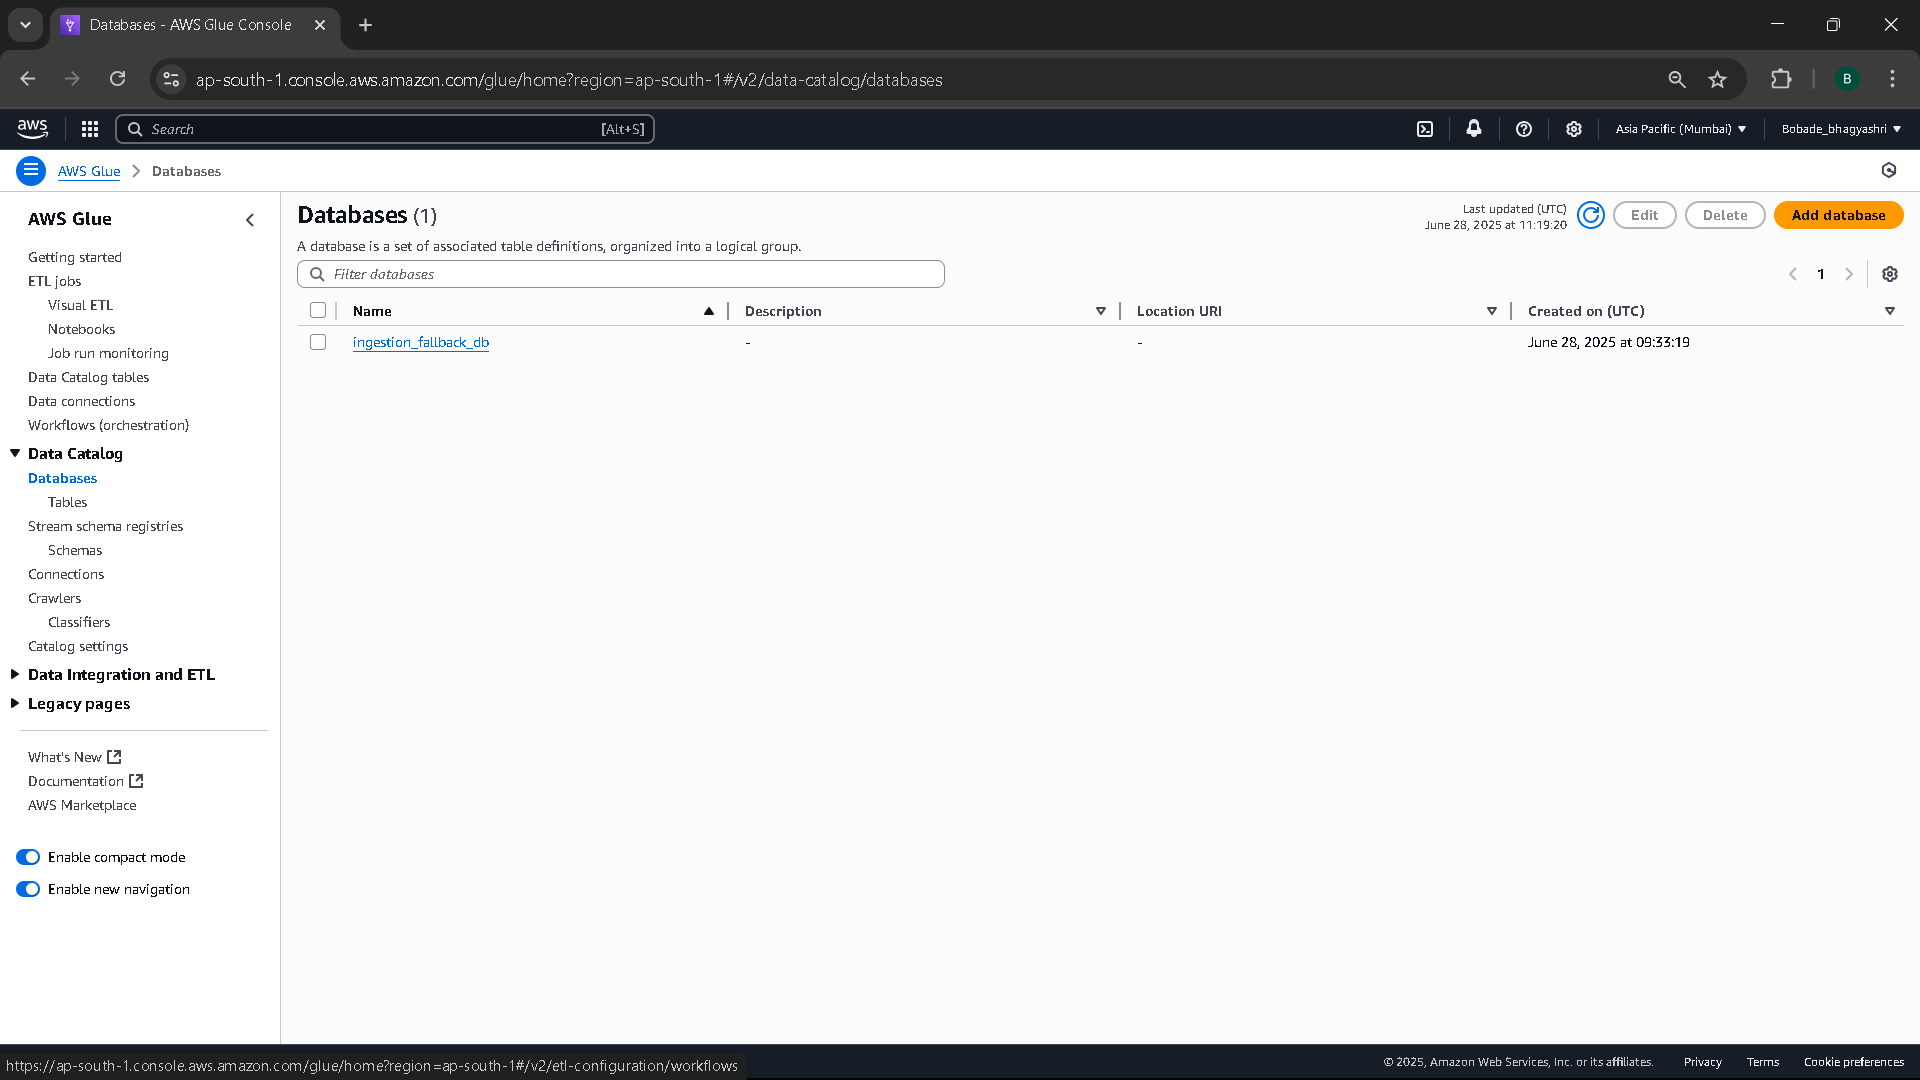 Databases - AWS Glue Console
ap-south-1.console.aws.amazon.com/glue/home?region=ap-south-1#/v2/data-catalog/databases
B
aws
Search [Alt+S]
Asia Pacific (Mumbai)
Bobade_bhagyashri
AWS Glue > Databases
AWS Glue
Getting started
ETL jobs
Visual ETL
Notebooks
Job run monitoring
Data Catalog tables
Data connections
Workflows (orchestration)
Data Catalog
Databases
Tables
Stream schema registries
Schemas
Connections
Crawlers
Classifiers
Catalog settings
Data Integration and ETL
Legacy pages
What's New
Documentation
AWS Marketplace
Enable compact mode
Enable new navigation
Databases (1)
Last updated (UTC)
June 28, 2025 at 11:19:20
Edit
Delete
Add database
A database is a set of associated table definitions, organized into a logical group.
Filter databases
1
Name Description Location URI Created on (UTC)
ingestion_fallback_db - - June 28, 2025 at 09:33:19
https://ap-south-1.console.aws.amazon.com/glue/home?region=ap-south-1#/v2/etl-configuration/workflows
© 2025, Amazon Web Services, Inc. or its affiliates. Privacy Terms Cookie preferences